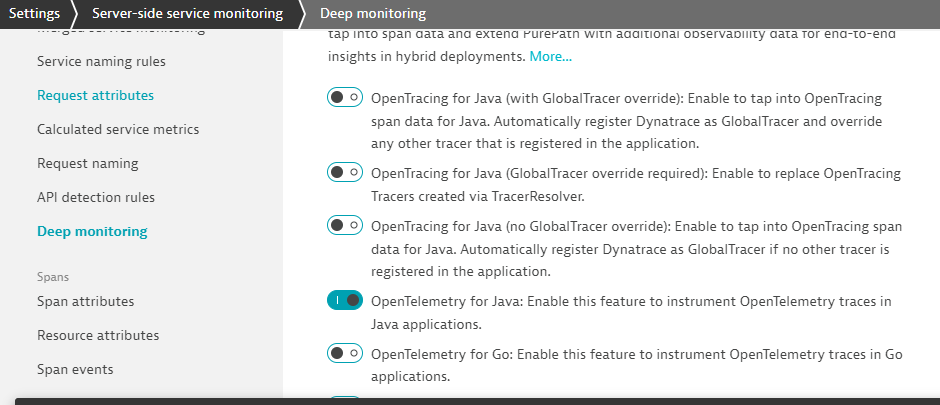 Settings
Server-side service monitoring
Deep monitoring
Merged service monitoring
Service naming rules
Request attributes
Calculated service metrics
Request naming
API detection rules
Deep monitoring
Spans
Span attributes
Resource attributes
Span events
tap into span data and extend PurePath with additional observability data for end-to-end
insights in hybrid deployments. More...
OpenTracing for Java (with GlobalTracer override): Enable to tap into OpenTracing
span data for Java. Automatically register Dynatrace as GlobalTracer and override
any other tracer that is registered in the application.
OpenTracing for Java (GlobalTracer override required): Enable to replace OpenTracing
Tracers created via TracerResolver.
OpenTracing for Java (no GlobalTracer override): Enable to tap into OpenTracing span
data for Java. Automatically register Dynatrace as GlobalTracer if no other tracer is
registered in the application.
OpenTelemetry for Java: Enable this feature to instrument OpenTelemetry traces in
Java applications.
OpenTelemetry for Go: Enable this feature to instrument OpenTelemetry traces in Go
applications.